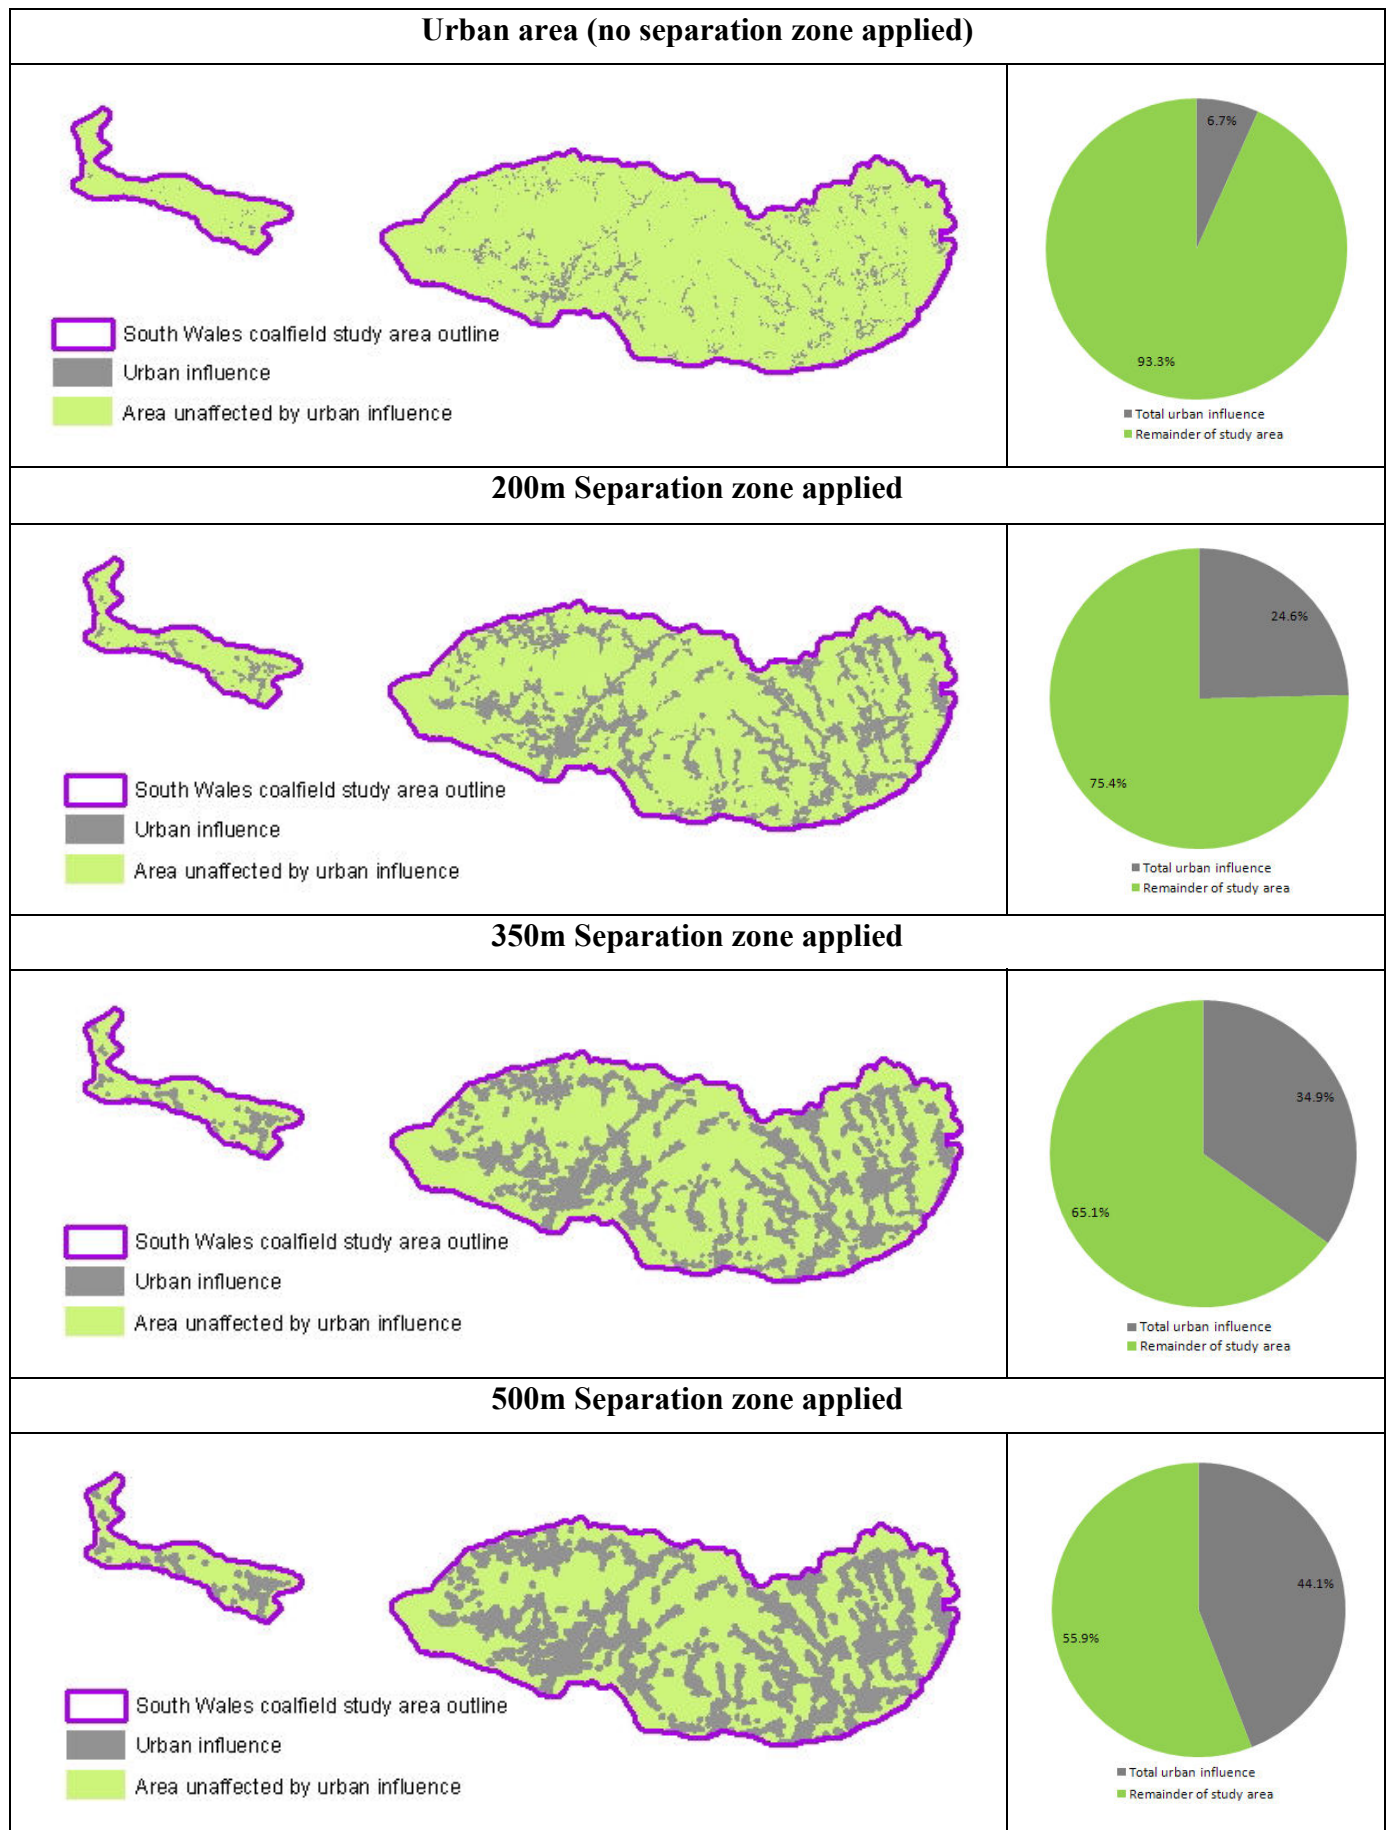 Urban area (no separation zone applied)
South Wales coalfield study area outline
Urban influence
Area unaffected by urban influence
6.7%
93.3%
Total urban influence
Remainder of study area
200m Separation zone applied
South Wales coalfield study area outline
Urban influence
Area unaffected by urban influence
24.6%
75.4%
Total urban influence
Remainder of study area
350m Separation zone applied
South Wales coalfield study area outline
Urban influence
Area unaffected by urban influence
34.9%
65.1%
Total urban influence
Remainder of study area
500m Separation zone applied
South Wales coalfield study area outline
Urban influence
Area unaffected by urban influence
44.1%
55.9%
Total urban influence
Remainder of study area